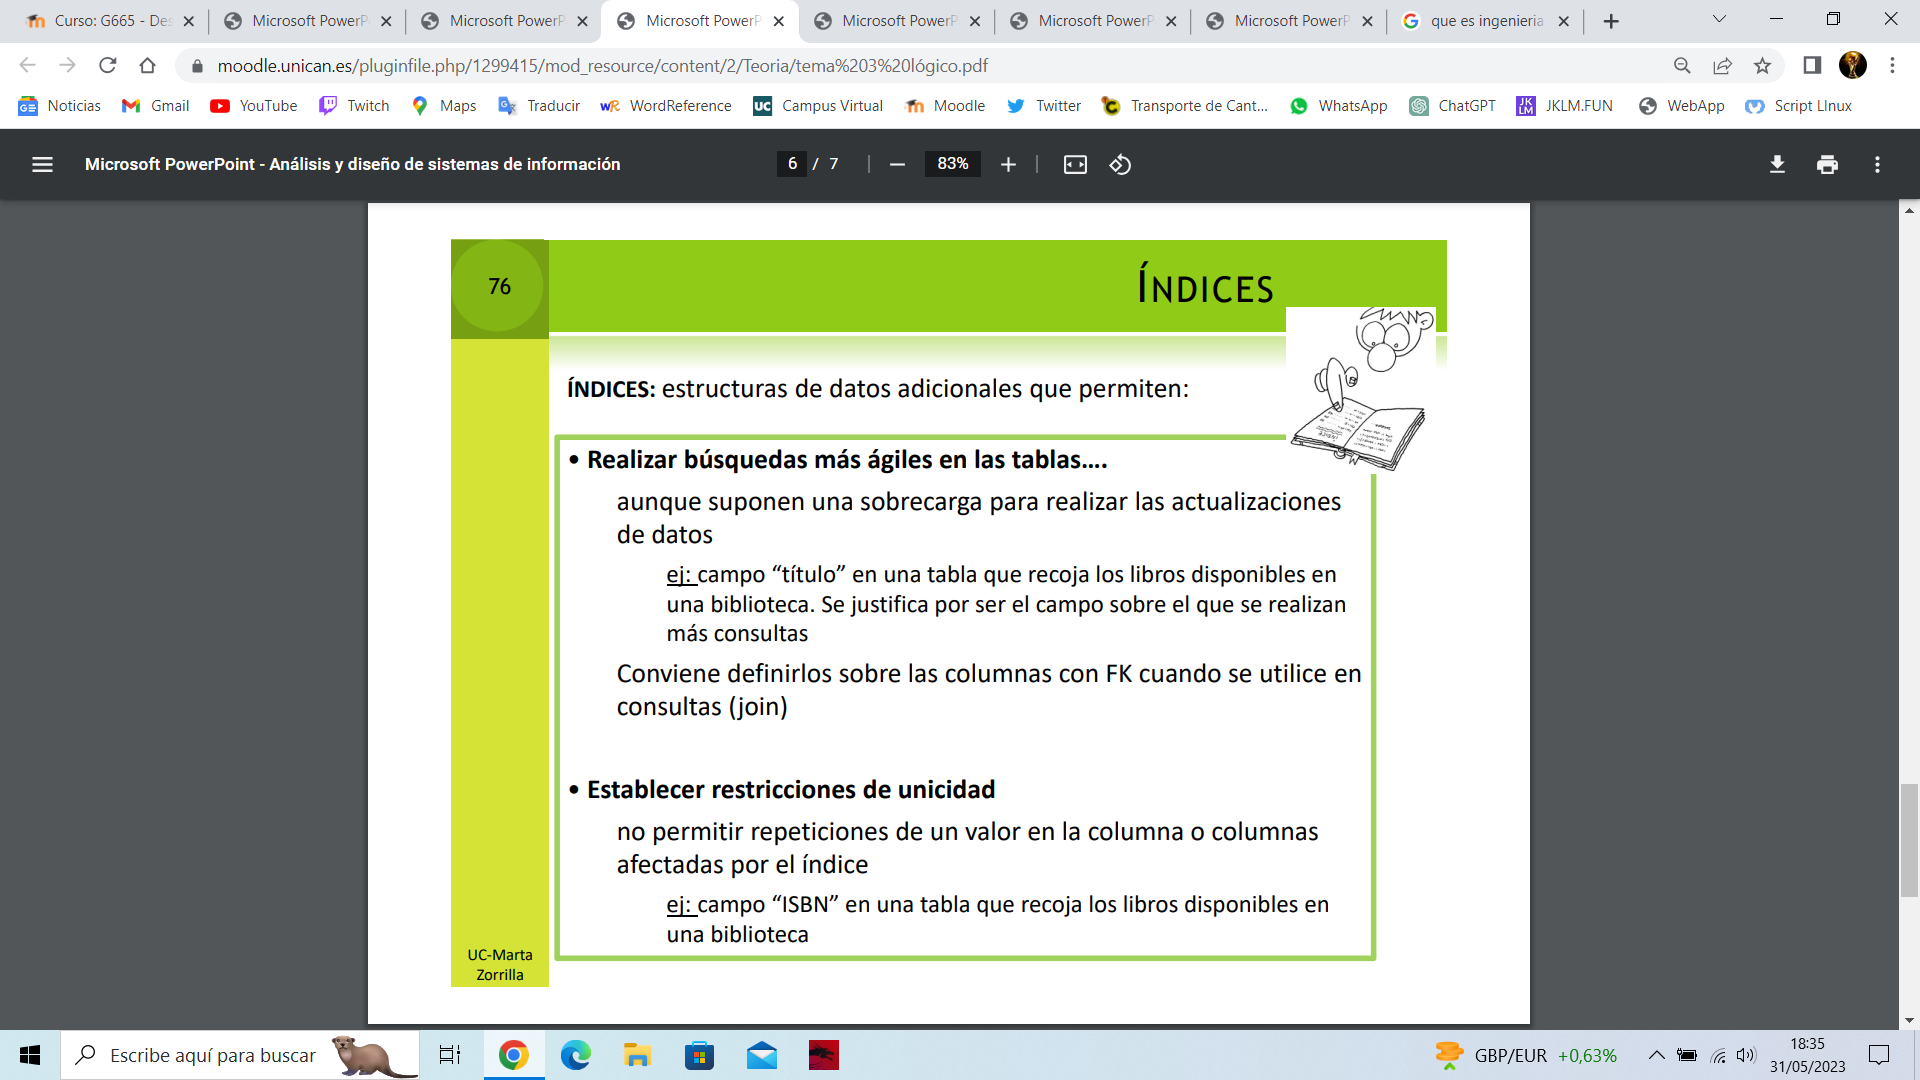 Curso: G665 - Des
Microsoft PowerP
Microsoft PowerP
Microsoft PowerP
Microsoft PowerP
Microsoft PowerP
Microsoft PowerP
que es ingenieria
moodle.unican.es/pluginfile.php/1299415/mod_resource/content/2/Teoria/tema%203%20lógico.pdf
Noticias
Gmail
YouTube
Twitch
Maps
Traducir
WordReference
Campus Virtual
Moodle
Twitter
Transporte de Cant...
WhatsApp
ChatGPT
JKLM.FUN
WebApp
Script LInux
Microsoft PowerPoint - Análisis y diseño de sistemas de información
6 / 7
83%
76
ÍNDICES
ÍNDICES: estructuras de datos adicionales que permiten:
• Realizar búsquedas más ágiles en las tablas....
aunque suponen una sobrecarga para realizar las actualizaciones
de datos
ej: campo “título” en una tabla que recoja los libros disponibles en
una biblioteca. Se justifica por ser el campo sobre el que se realizan
más consultas
Conviene definirlos sobre las columnas con FK cuando se utilice en
consultas (join)
• Establecer restricciones de unicidad
no permitir repeticiones de un valor en la columna o columnas
afectadas por el índice
ej: campo “ISBN” en una tabla que recoja los libros disponibles en
una biblioteca
UC-Marta
Zorrilla
Escribe aquí para buscar
GBP/EUR +0,63%
18:35
31/05/2023